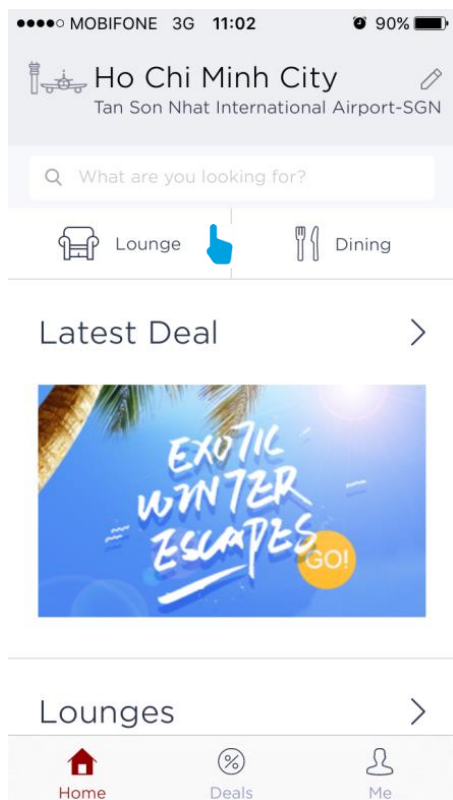 MOBIFONE 3G 11:02 90%
Ho Chi Minh City
Tan Son Nhat International Airport-SGN
What are you looking for?
Lounge Dining
Latest Deal
EXOTIC
WINTER
ESCAPES
GO!
Lounges
Home Deals Me